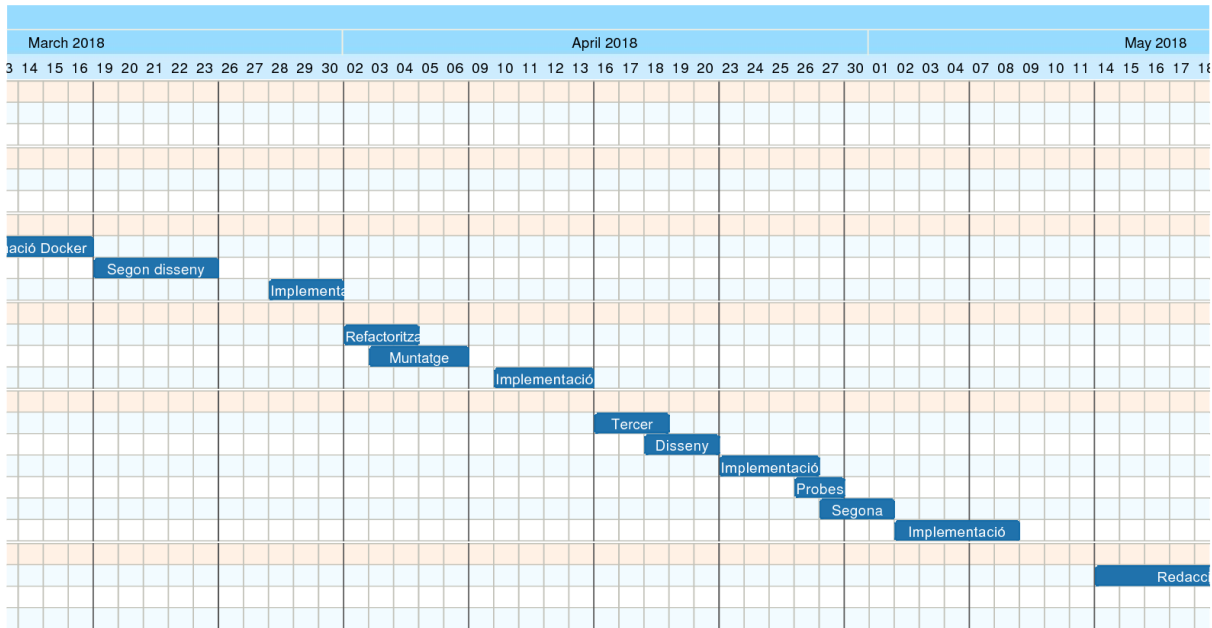 March 2018 April 2018 May 2018
3 14 15 16 19 20 21 22 23 26 27 28 29 30 02 03 04 05 06 09 10 11 12 13 16 17 18 19 20 23 24 25 26 27 30 01 02 03 04 07 08 09 10 11 14 15 16 17 18
nació Docker
Segon disseny
Implementa
Refactoritza
Muntatge
Implementació
Tercer
Disseny
Implementació
Probes
Segona
Implementació
Redacci